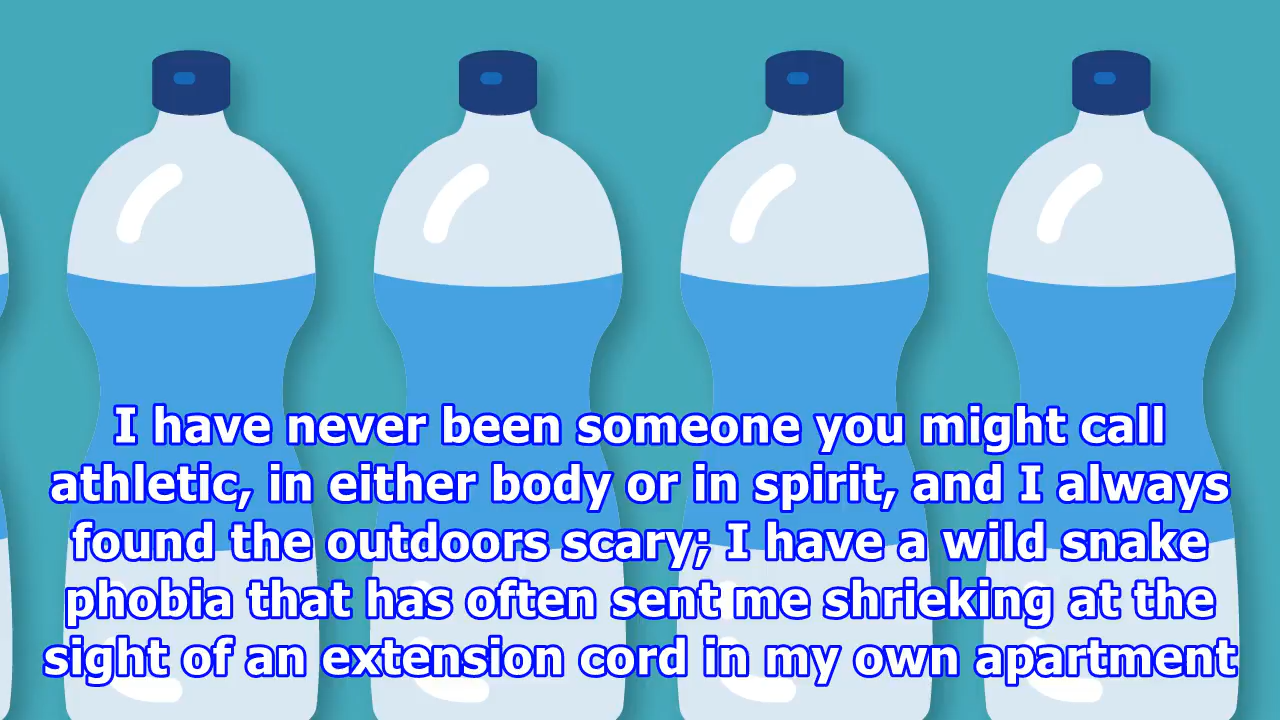 I have never been someone you might call
athletic, in either body or in spirit, and I always
found the outdoors scary; I have a wild snake
phobia that has often sent me shrieking at the
sight of an extension cord in my own apartment